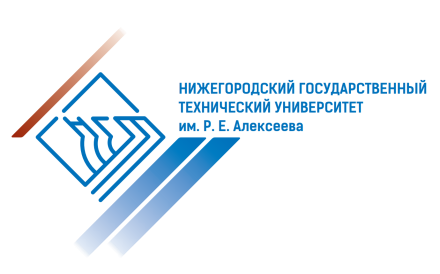 НИЖЕГОРОДСКИЙ ГОСУДАРСТВЕННЫЙ
ТЕХНИЧЕСКИЙ УНИВЕРСИТЕТ
им. Р. Е. Алексеева